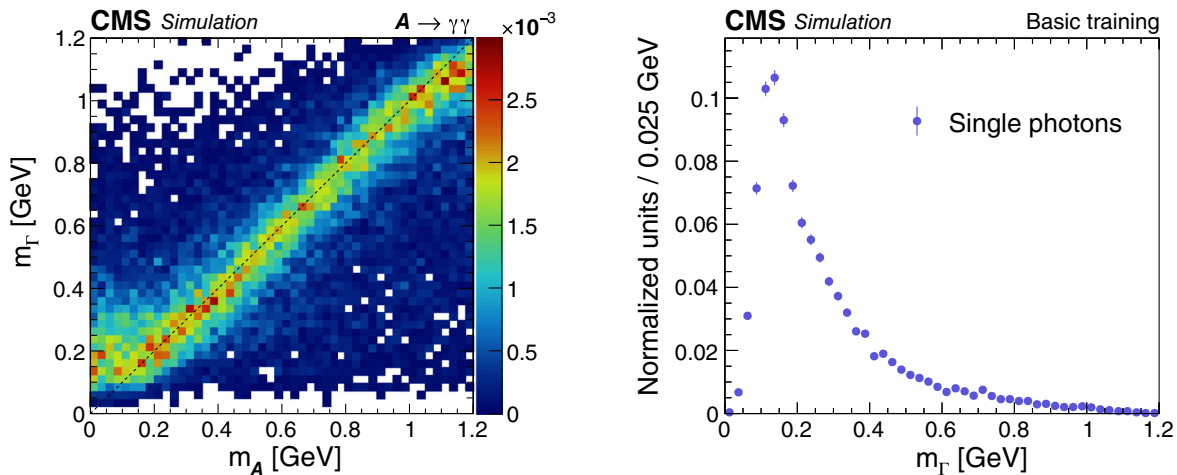 CMS Simulation A → γγ ×10⁻³
1.2
1
0.8
0.6
0.4
0.2
0
m_Γ [GeV]
0 0.2 0.4 0.6 0.8 1 1.2
m_A [GeV]
2.5
2
1.5
1
0.5
0
CMS Simulation Basic training
Normalized units / 0.025 GeV
0.1
0.08
0.06
0.04
0.02
0
Single photons
0 0.2 0.4 0.6 0.8 1 1.2
m_Γ [GeV]